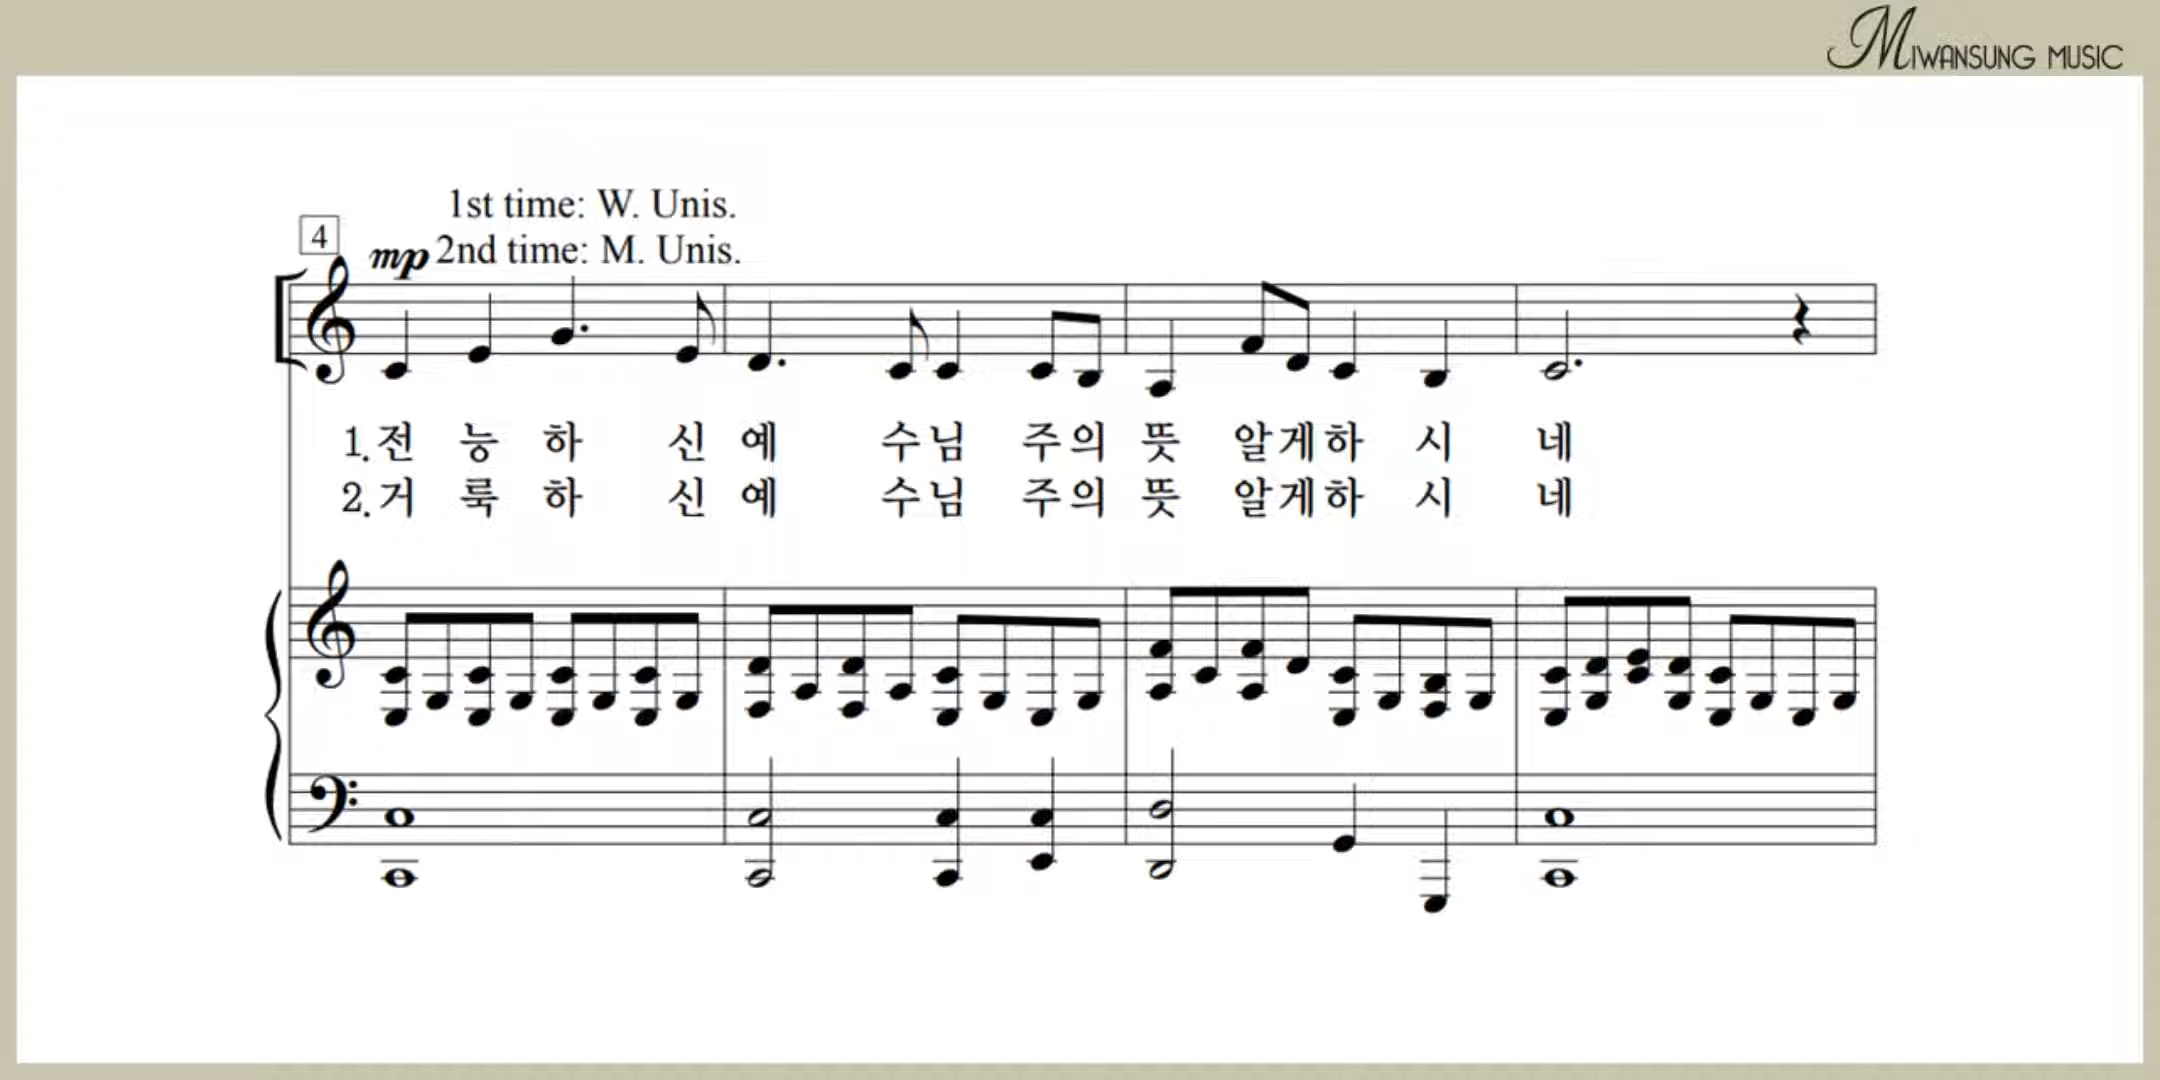 MIWANSUNG MUSIC
1st time: W. Unis.
4
mp 2nd time: M. Unis.
1.전 능 하 신 예 수님 주의 뜻 알게하 시 네
2.거 룩 하 신 예 수님 주의 뜻 알게하 시 네